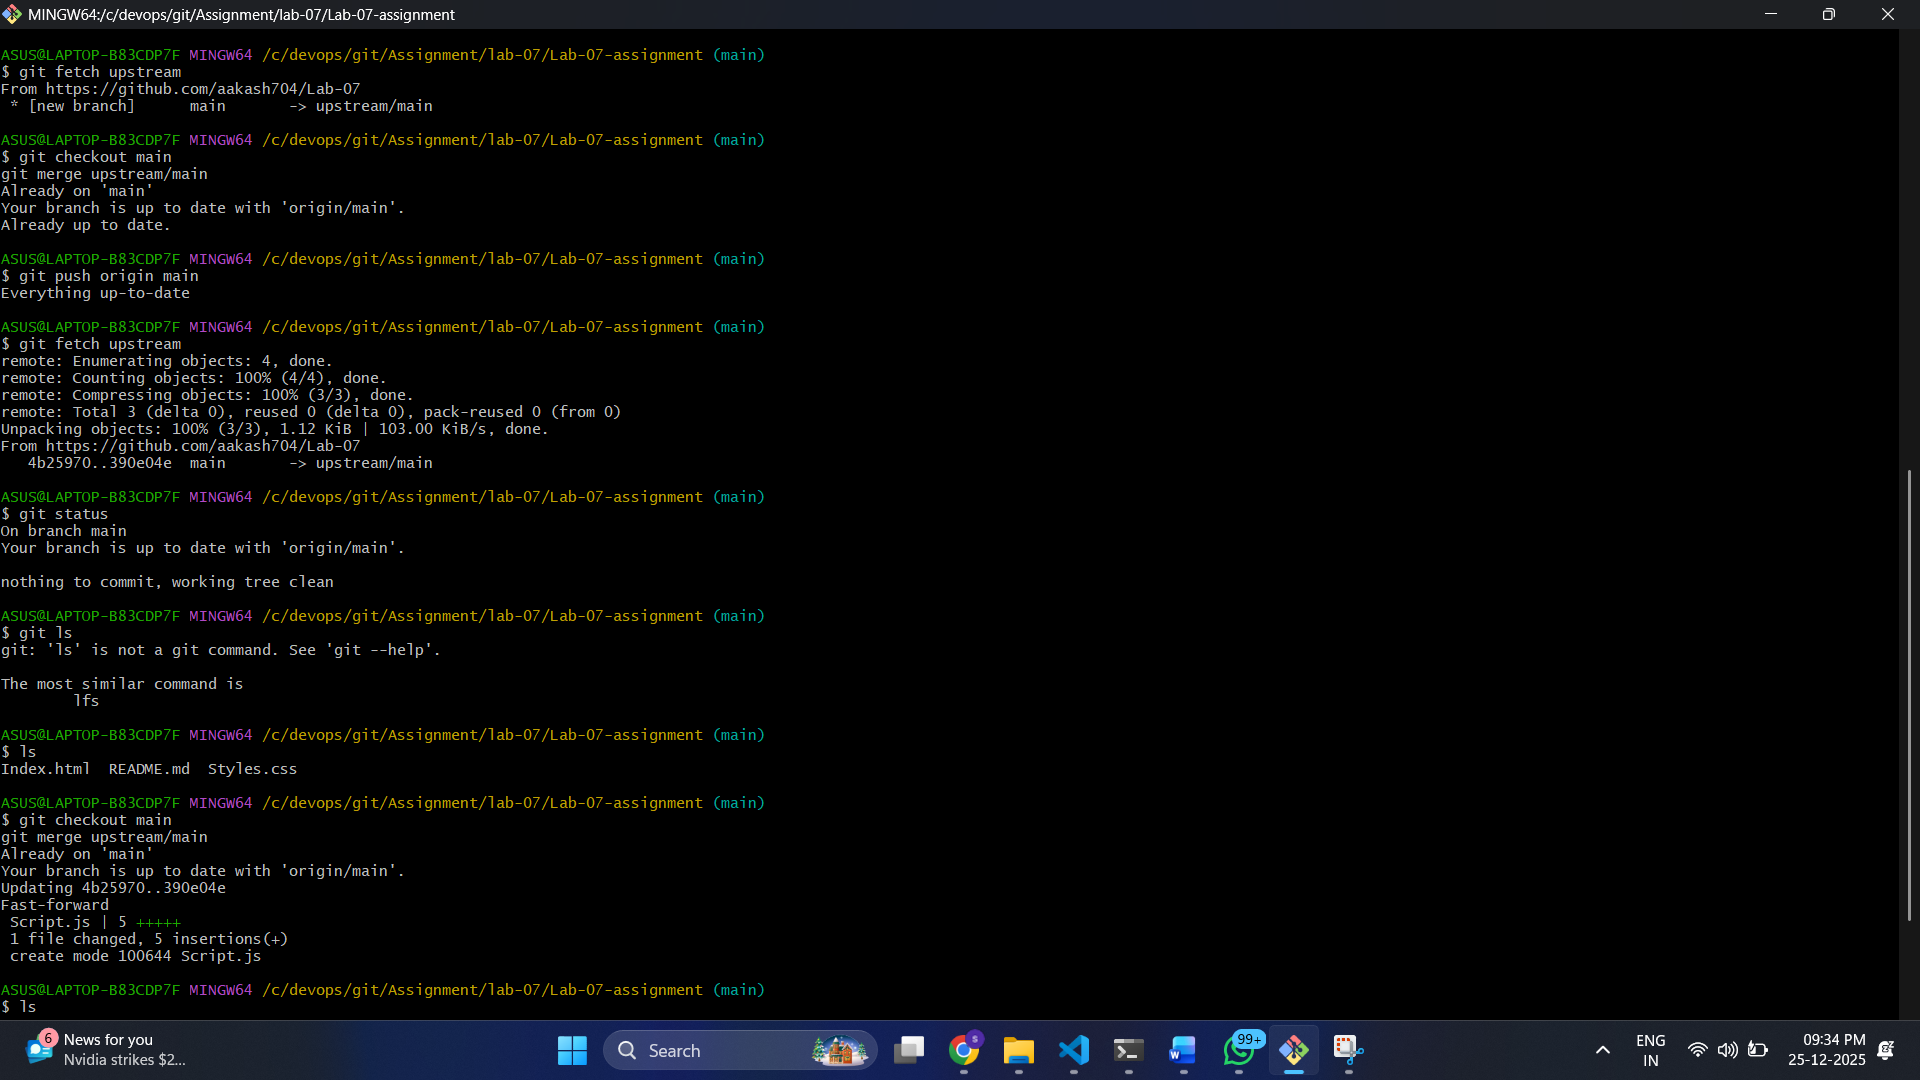 MINGW64:/c/devops/git/Assignment/lab-07/Lab-07-assignment
ASUS@LAPTOP-B83CDP7F MINGW64 /c/devops/git/Assignment/lab-07/Lab-07-assignment (main)
$ git fetch upstream
From https://github.com/aakash704/Lab-07
 * [new branch]      main       -> upstream/main
ASUS@LAPTOP-B83CDP7F MINGW64 /c/devops/git/Assignment/lab-07/Lab-07-assignment (main)
$ git checkout main
git merge upstream/main
Already on 'main'
Your branch is up to date with 'origin/main'.
Already up to date.
ASUS@LAPTOP-B83CDP7F MINGW64 /c/devops/git/Assignment/lab-07/Lab-07-assignment (main)
$ git push origin main
Everything up-to-date
ASUS@LAPTOP-B83CDP7F MINGW64 /c/devops/git/Assignment/lab-07/Lab-07-assignment (main)
$ git fetch upstream
remote: Enumerating objects: 4, done.
remote: Counting objects: 100% (4/4), done.
remote: Compressing objects: 100% (3/3), done.
remote: Total 3 (delta 0), reused 0 (delta 0), pack-reused 0 (from 0)
Unpacking objects: 100% (3/3), 1.12 KiB | 103.00 KiB/s, done.
From https://github.com/aakash704/Lab-07
   4b25970..390e04e  main       -> upstream/main
ASUS@LAPTOP-B83CDP7F MINGW64 /c/devops/git/Assignment/lab-07/Lab-07-assignment (main)
$ git status
On branch main
Your branch is up to date with 'origin/main'.
nothing to commit, working tree clean
ASUS@LAPTOP-B83CDP7F MINGW64 /c/devops/git/Assignment/lab-07/Lab-07-assignment (main)
$ git ls
git: 'ls' is not a git command. See 'git --help'.
The most similar command is
        lfs
ASUS@LAPTOP-B83CDP7F MINGW64 /c/devops/git/Assignment/lab-07/Lab-07-assignment (main)
$ ls
Index.html  README.md  Styles.css
ASUS@LAPTOP-B83CDP7F MINGW64 /c/devops/git/Assignment/lab-07/Lab-07-assignment (main)
$ git checkout main
git merge upstream/main
Already on 'main'
Your branch is up to date with 'origin/main'.
Updating 4b25970..390e04e
Fast-forward
 Script.js | 5 +++++
 1 file changed, 5 insertions(+)
 create mode 100644 Script.js
ASUS@LAPTOP-B83CDP7F MINGW64 /c/devops/git/Assignment/lab-07/Lab-07-assignment (main)
$ ls
6
News for you
Nvidia strikes $2...
Search
S
W
99+
ENG
IN
09:34 PM
25-12-2025